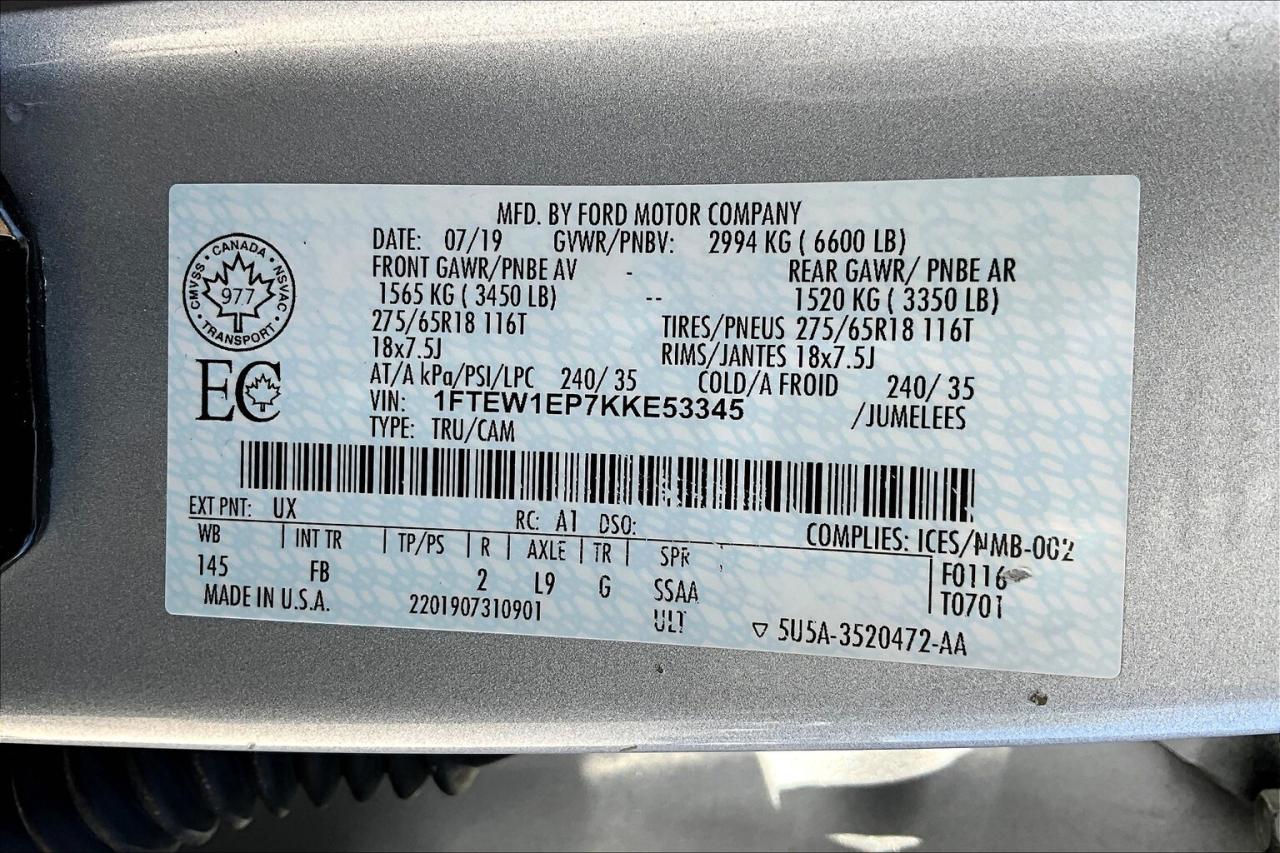 MFD. BY FORD MOTOR COMPANY
DATE: 07/19 GVWR/PNBV: 2994 KG ( 6600 LB)
FRONT GAWR/PNBE AV - REAR GAWR/ PNBE AR
1565 KG ( 3450 LB) -- 1520 KG ( 3350 LB)
275/65R18 116T TIRES/PNEUS 275/65R18 116T
18x7.5J RIMS/JANTES 18x7.5J
AT/A kPa/PSI/LPC 240/ 35 COLD/A FROID 240/ 35
VIN: 1FTEW1EP7KKE53345 /JUMELEES
TYPE: TRU/CAM
CANADA
CMVSS • NSVAC
977
TRANSPORT
EC
EXT PNT: UX RC: A1 DSO: COMPLIES: ICES/NMB-002
WB | INT TR | TP/PS | R | AXLE | TR | SPR
145 FB 2 L9 G SSAA
F0116
T0701
MADE IN U.S.A. 2201907310901 ULT ▽ 5U5A-3520472-AA